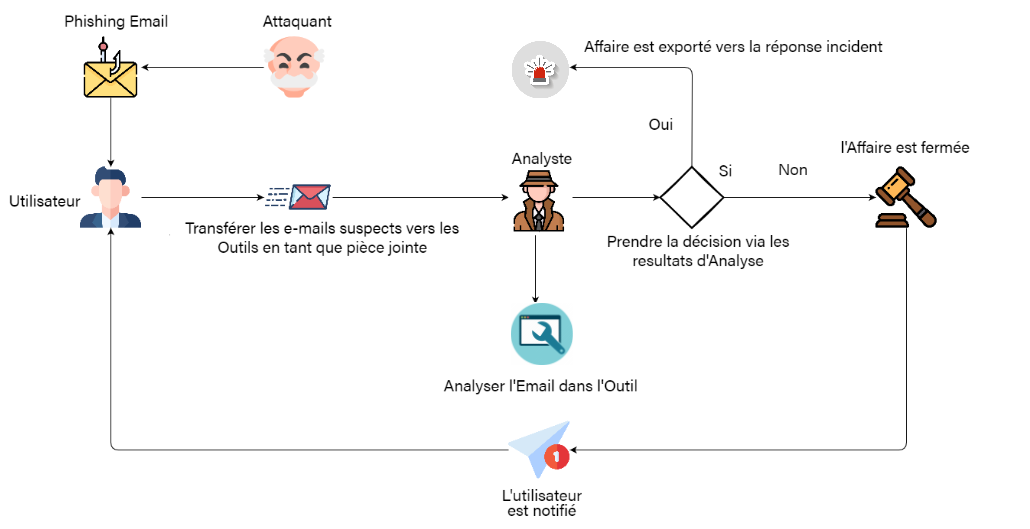 Phishing Email
Attaquant
Affaire est exporté vers la réponse incident
Oui
l'Affaire est fermée
Analyste
Si
Non
Utilisateur
Transférer les e-mails suspects vers les
Outils en tant que pièce jointe
Prendre la décision via les
resultats d'Analyse
Analyser l'Email dans l'Outil
1
L'utilisateur
est notifié